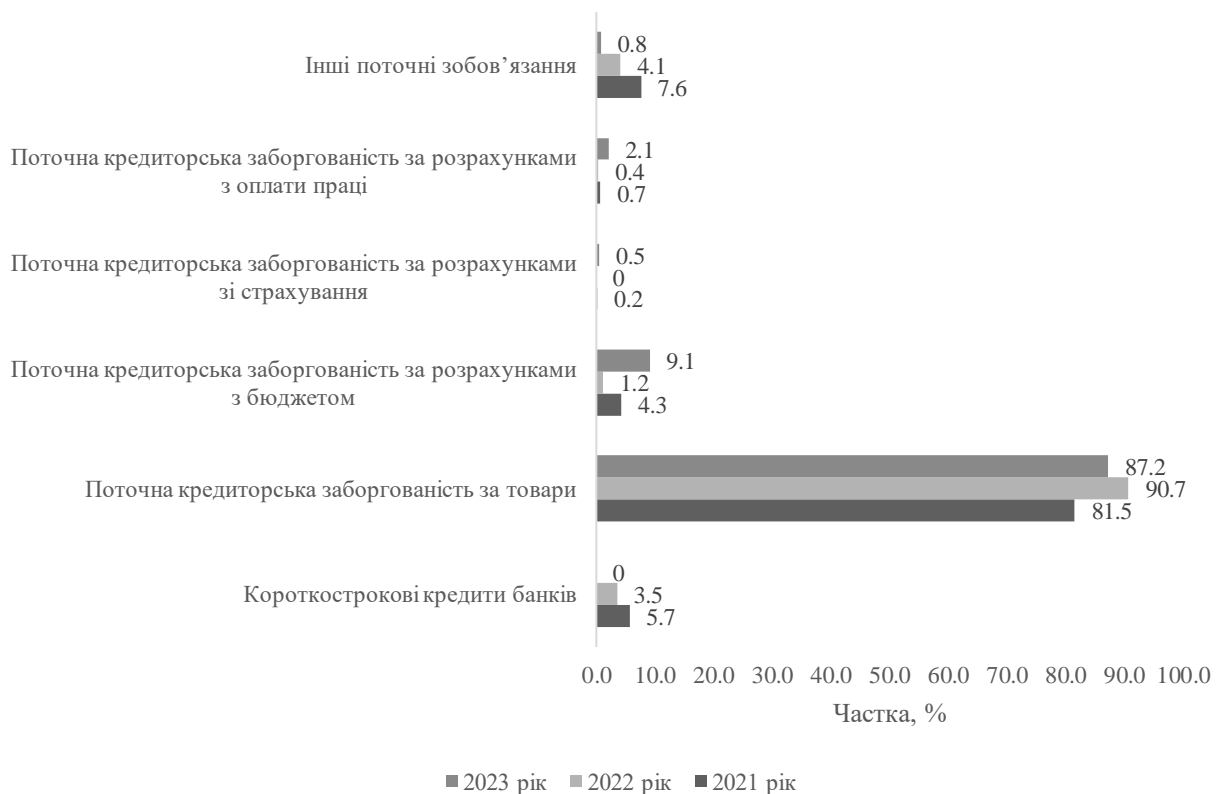 0.8
Інші поточні зобов’язання
4.1
7.6
Поточна кредиторська заборгованість за розрахунками
з оплати праці
2.1
0.4
0.7
Поточна кредиторська заборгованість за розрахунками
зі страхування
0.5
0
0.2
Поточна кредиторська заборгованість за розрахунками
з бюджетом
9.1
1.2
4.3
87.2
Поточна кредиторська заборгованість за товари
90.7
81.5
0
Короткострокові кредити банків
3.5
5.7
0.0 10.0 20.0 30.0 40.0 50.0 60.0 70.0 80.0 90.0 100.0
Частка, %
2023 рік 2022 рік 2021 рік